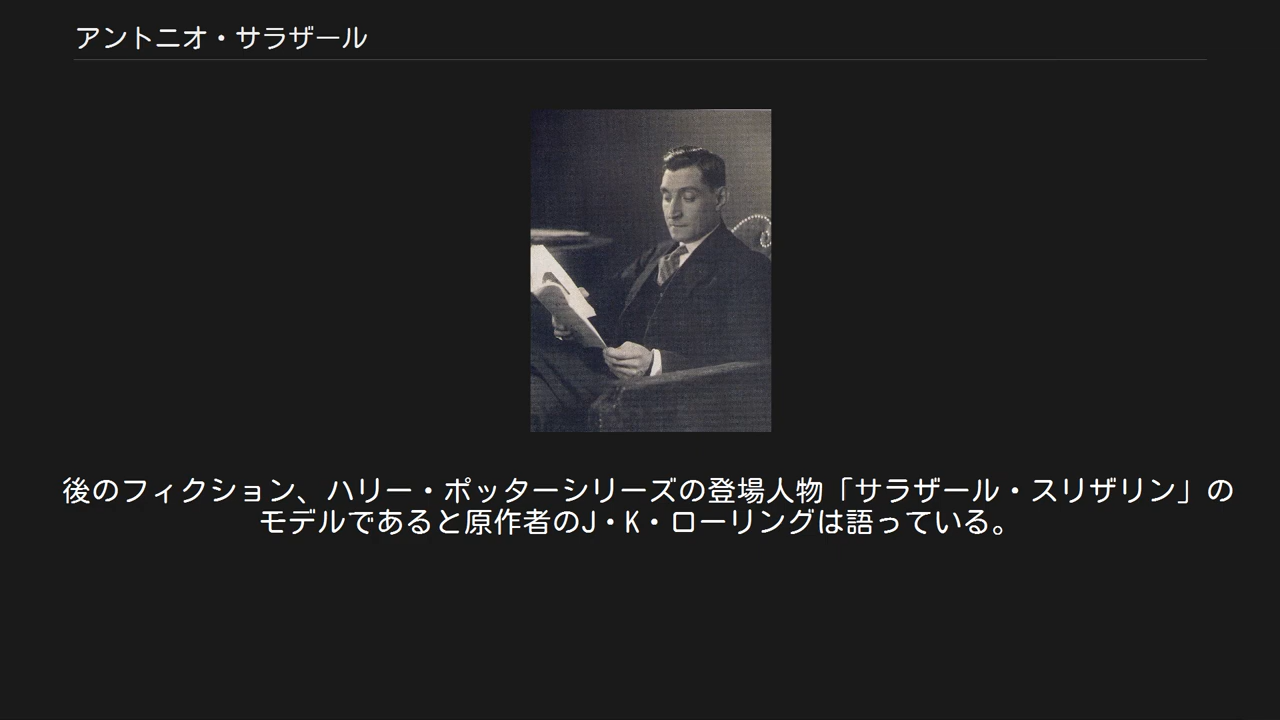 アントニオ・サラザール
後のフィクション、ハリー・ポッターシリーズの登場人物「サラザール・スリザリン」の
モデルであると原作者のJ・K・ローリングは語っている。